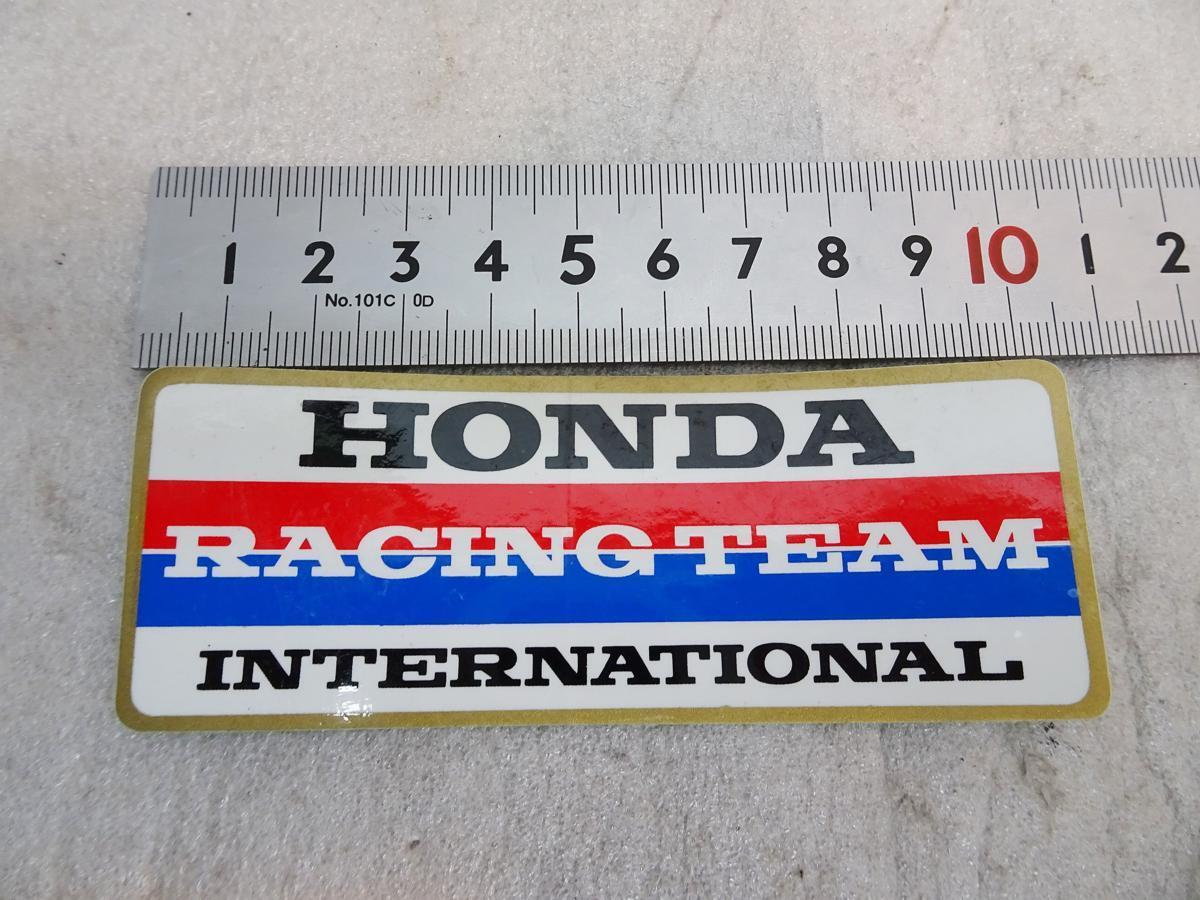 1 2 3 4 5 6 7 8 9 10 1 2
No.101C 0D
HONDA
RACING TEAM
INTERNATIONAL